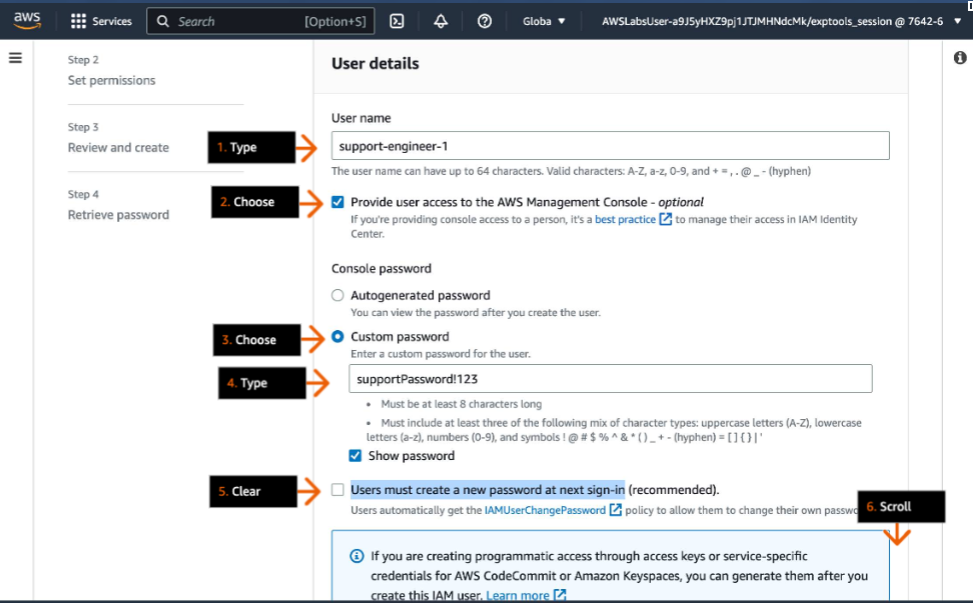 aws
Services
Search
[Option+S]
Globa
AWSLabsUser-a9J5yHXZ9pj1JTJMHNdcMk/exptools_session @ 7642-6
Step 2
Set permissions
Step 3
Review and create
Step 4
Retrieve password
User details
User name
1. Type
support-engineer-1
The user name can have up to 64 characters. Valid characters: A-Z, a-z, 0-9, and + = , . @ _ - (hyphen)
2. Choose
Provide user access to the AWS Management Console - optional
If you're providing console access to a person, it's a best practice to manage their access in IAM Identity
Center.
Console password
Autogenerated password
You can view the password after you create the user.
3. Choose
Custom password
Enter a custom password for the user.
4. Type
supportPassword!123
• Must be at least 8 characters long
• Must include at least three of the following mix of character types: uppercase letters (A-Z), lowercase
letters (a-z), numbers (0-9), and symbols ! @ # $ % ^ & * ( ) _ + - (hyphen) = [ ] { } | '
Show password
5. Clear
Users must create a new password at next sign-in (recommended).
Users automatically get the IAMUserChangePassword policy to allow them to change their own passwo
6. Scroll
If you are creating programmatic access through access keys or service-specific
credentials for AWS CodeCommit or Amazon Keyspaces, you can generate them after you
create this IAM user. Learn more